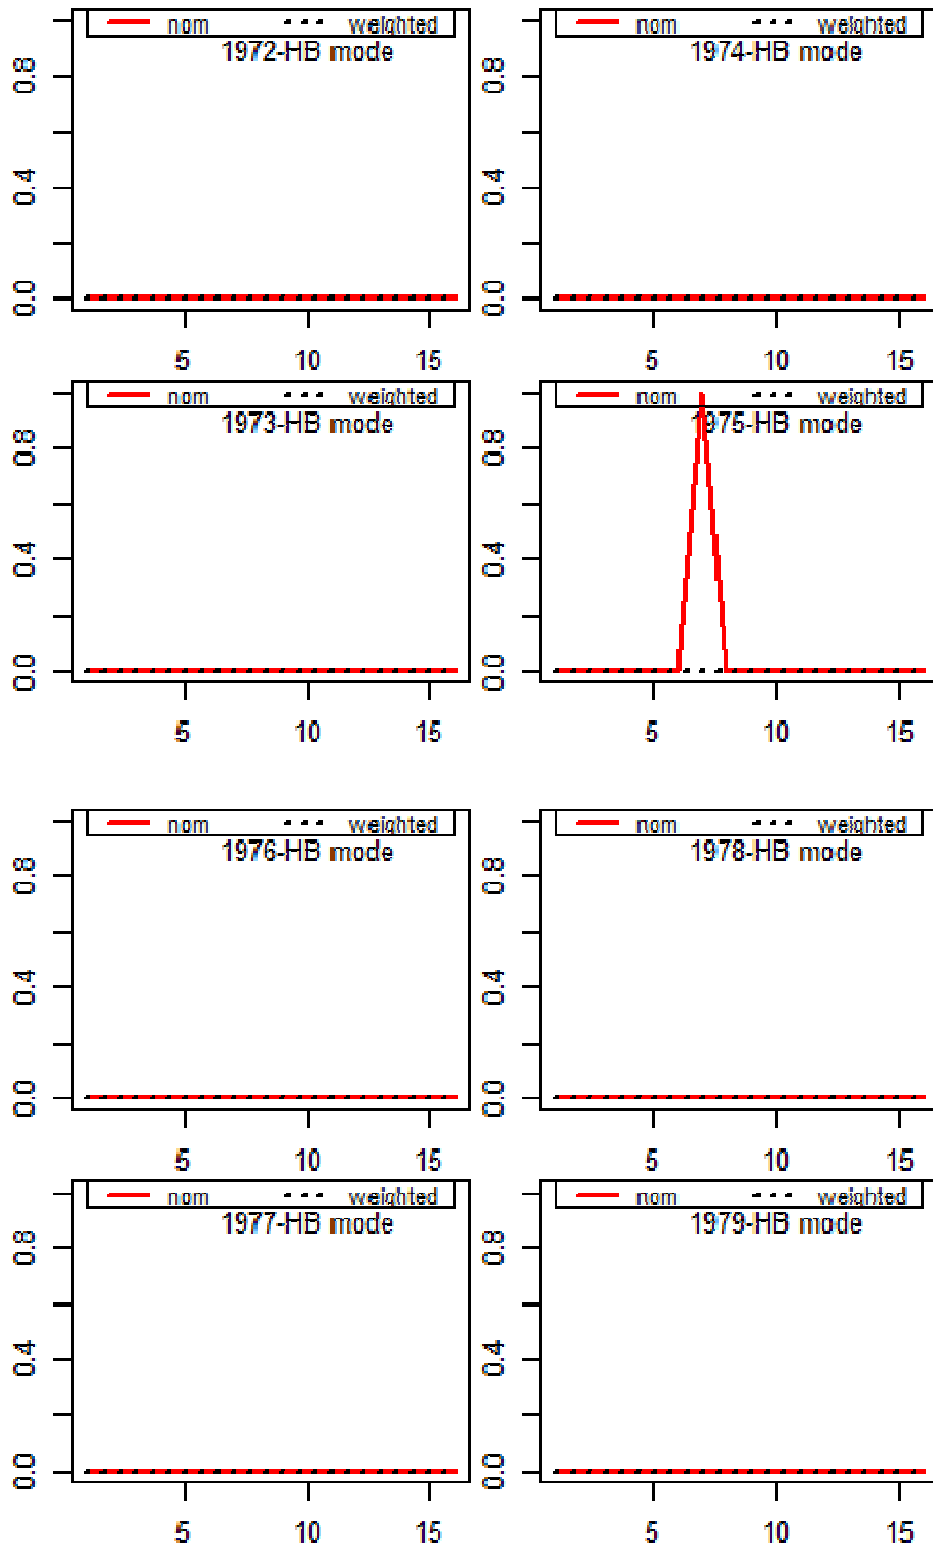 nom weighted
1972-HB mode
0.0 0.4 0.8
5 10 15
nom weighted
1974-HB mode
0.0 0.4 0.8
5 10 15
nom weighted
1973-HB mode
0.0 0.4 0.8
5 10 15
nom weighted
1975-HB mode
0.0 0.4 0.8
5 10 15
nom weighted
1976-HB mode
0.0 0.4 0.8
5 10 15
nom weighted
1978-HB mode
0.0 0.4 0.8
5 10 15
nom weighted
1977-HB mode
0.0 0.4 0.8
5 10 15
nom weighted
1979-HB mode
0.0 0.4 0.8
5 10 15